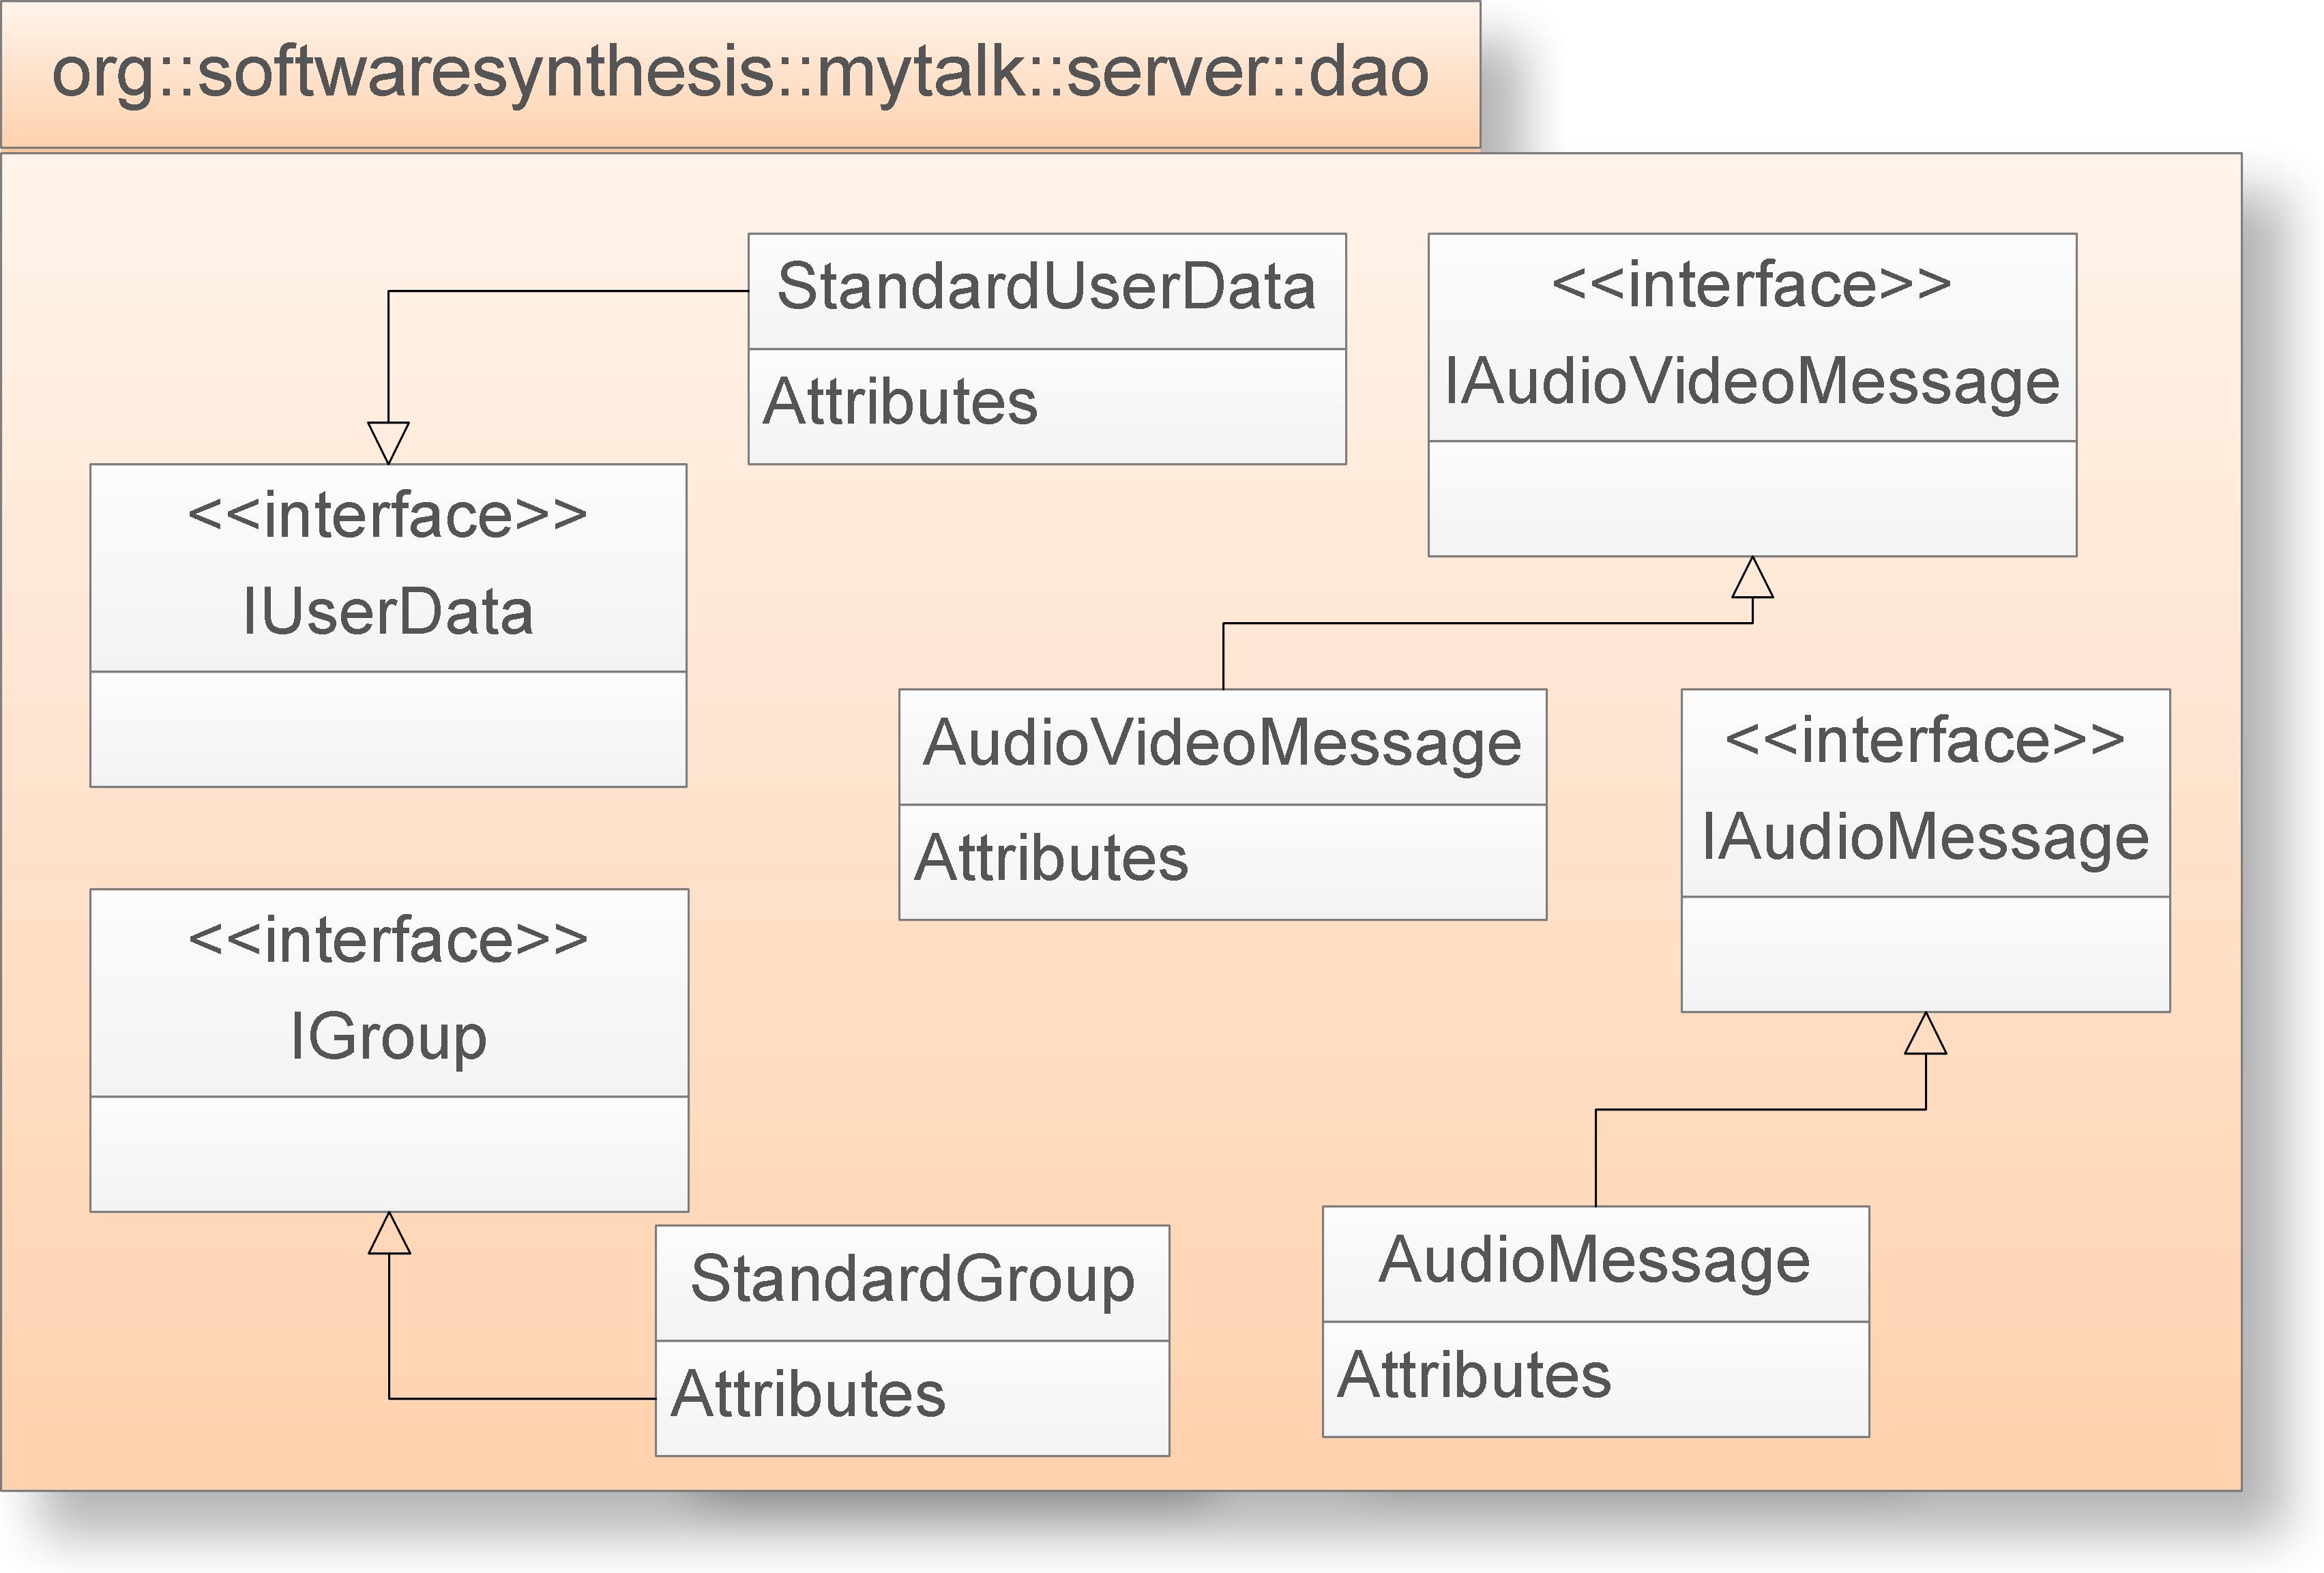 org::softwaresynthesis::mytalk::server::dao
StandardUserData
Attributes
<<interface>>
IAudioVideoMessage
<<interface>>
IUserData
AudioVideoMessage
Attributes
<<interface>>
IAudioMessage
<<interface>>
IGroup
StandardGroup
Attributes
AudioMessage
Attributes